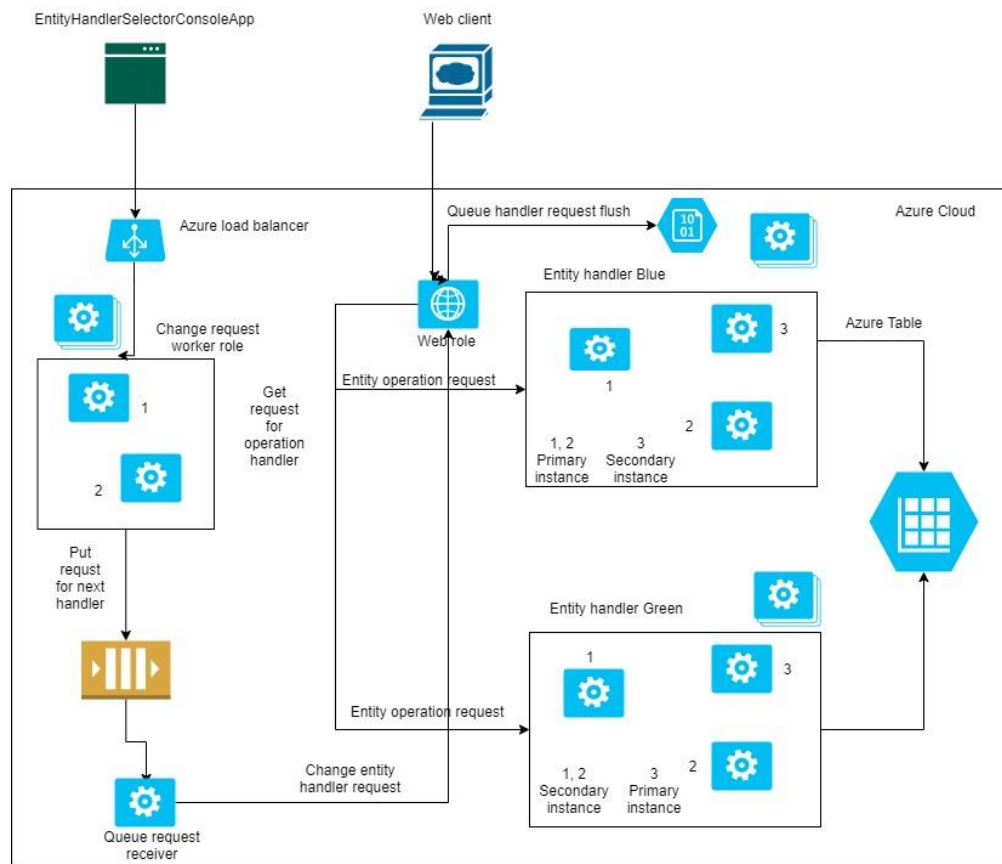 EntityHandlerSelectorConsoleApp
Web client
Azure load balancer
Queue handler request flush
10
01
Azure Cloud
Entity handler Blue
Change request
worker role
Web role
3
Azure Table
1
Entity operation request
1
Get
request
for
operation
handler
2
2
1, 2
Primary
instance
3
Secondary
instance
Put
requst
for next
handler
Entity handler Green
1
3
Entity operation request
2
1, 2
Secondary
instance
3
Primary
instance
Change entity
handler request
Queue request
receiver